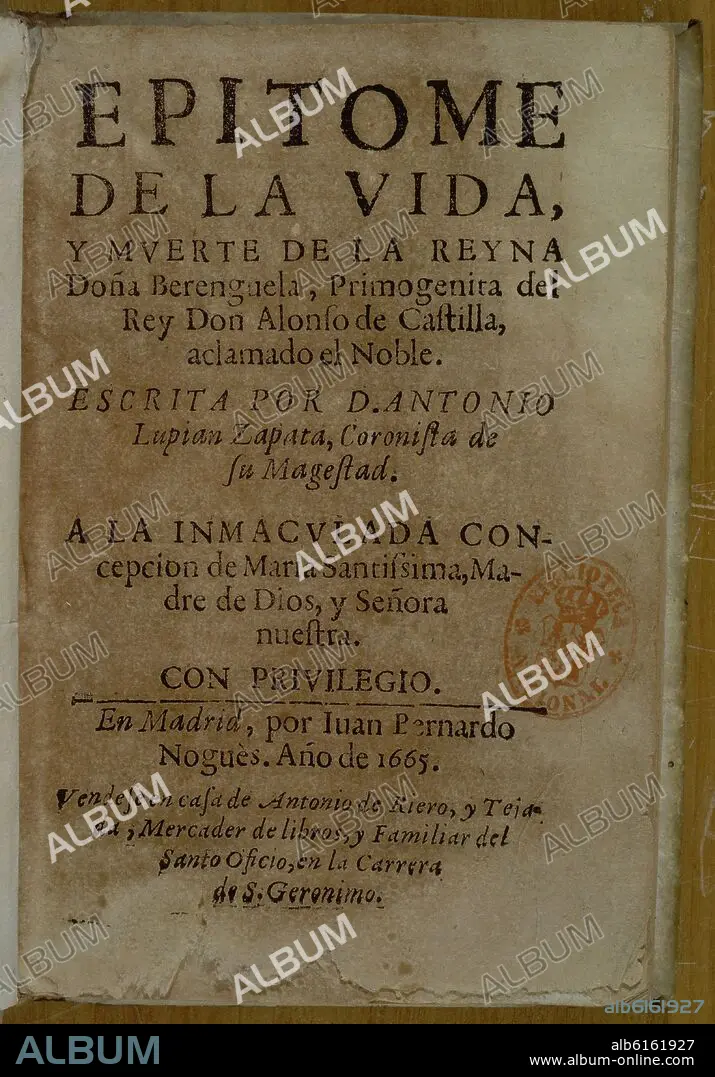 EPITOME
DE LA VIDA,
Y MVERTE DE LA REYNA
Doña Berenguela, Primogenita del
Rey Don Alonſo de Caſtilla,
aclamado el Noble.
ESCRITA POR D. ANTONIO
Lupian Zapata, Coroniſta de
ſu Mageſtad.
A LA INMACVLADA CON-
cepcion de Maria Santiſsima, Ma-
dre de Dios, y Señora
nueſtra.
CON PRIVILEGIO.
En Madrid, por Iuan Bernardo
Noguès. Año de 1665.
Vendeſe en caſa de Antonio de Riero, y Teja-
da, Mercader de libros, y Familiar del
Santo Oficio, en la Carrera
de S. Geronimo.
BIBLIOTECA
NACIONAL
alb6161927
ALBUM
alb6161927
www.album-online.com